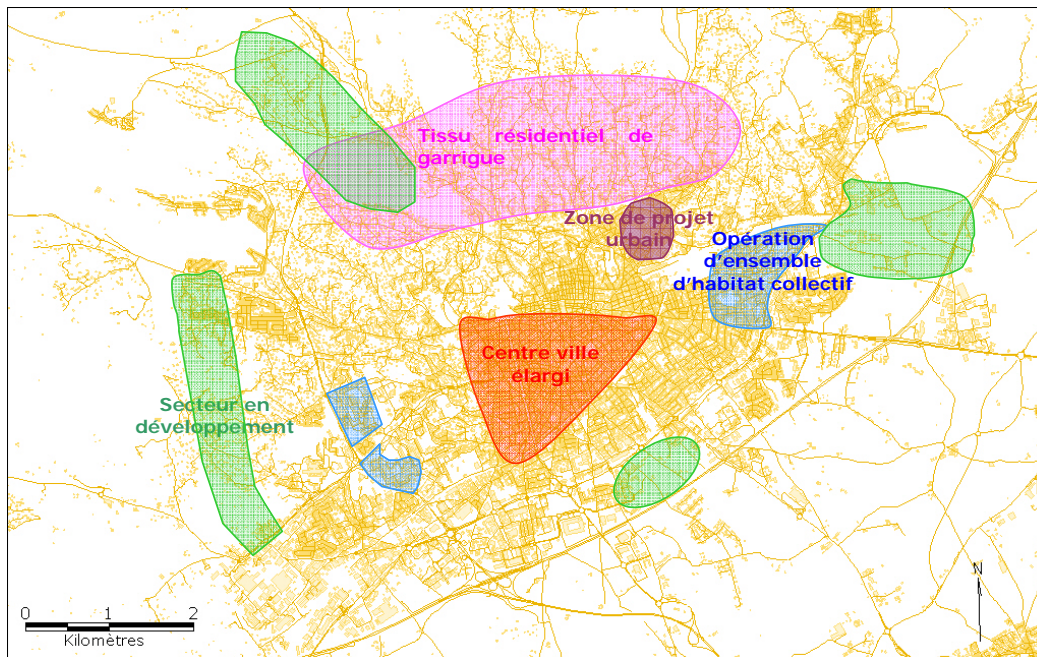 Tissu résidentiel de
garrigue
Zone de projet
urbain
Opération
d'ensemble
d'habitat collectif
Centre ville
élargi
Secteur en
développement
0 1 2
Kilomètres
N